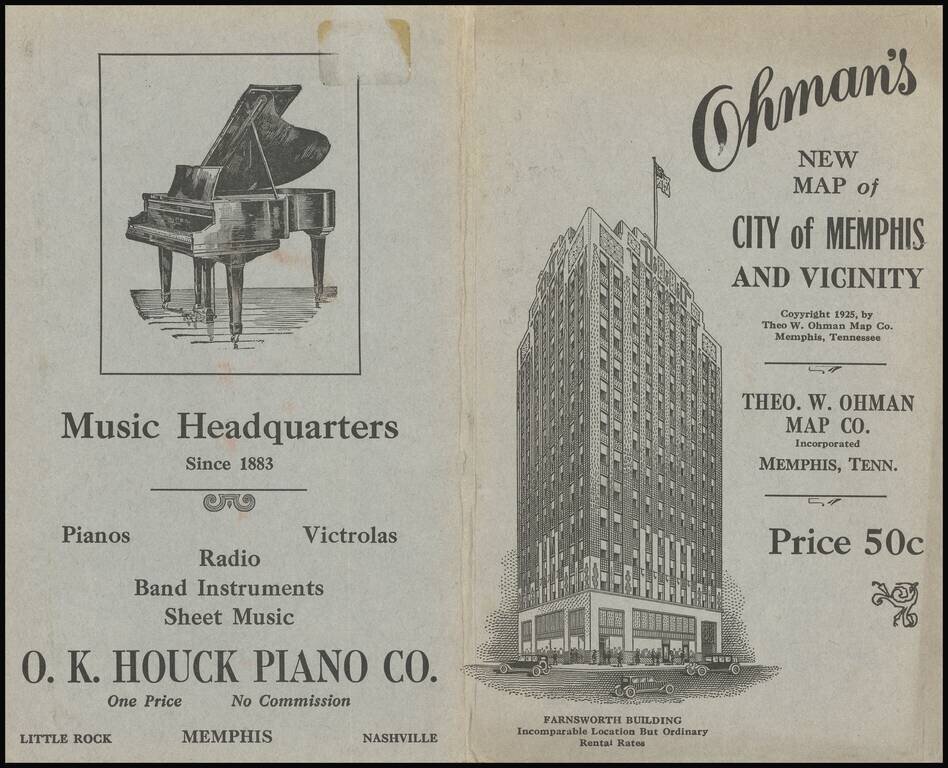 Music Headquarters
Since 1883
Pianos Victrolas
Radio
Band Instruments
Sheet Music
O. K. HOUCK PIANO CO.
One Price No Commission
LITTLE ROCK MEMPHIS NASHVILLE
Ohman's
NEW
MAP of
CITY of MEMPHIS
AND VICINITY
Copyright 1925, by
Theo W. Ohman Map Co.
Memphis, Tennessee
THEO. W. OHMAN
MAP CO.
Incorporated
MEMPHIS, TENN.
Price 50c
FARNSWORTH BUILDING
Incomparable Location But Ordinary
Rental Rates